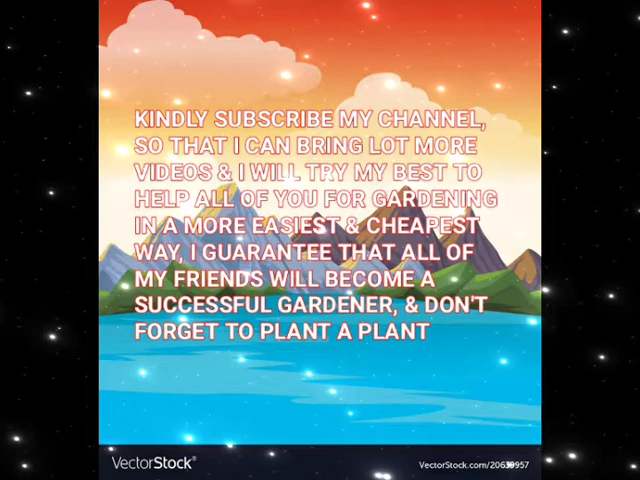 KINDLY SUBSCRIBE MY CHANNEL,
SO THAT I CAN BRING LOT MORE
VIDEOS & I WILL TRY MY BEST TO
HELP ALL OF YOU FOR GARDENING
IN A MORE EASIEST & CHEAPEST
WAY, I GUARANTEE THAT ALL OF
MY FRIENDS WILL BECOME A
SUCCESSFUL GARDENER, & DON'T
FORGET TO PLANT A PLANT
VectorStock®